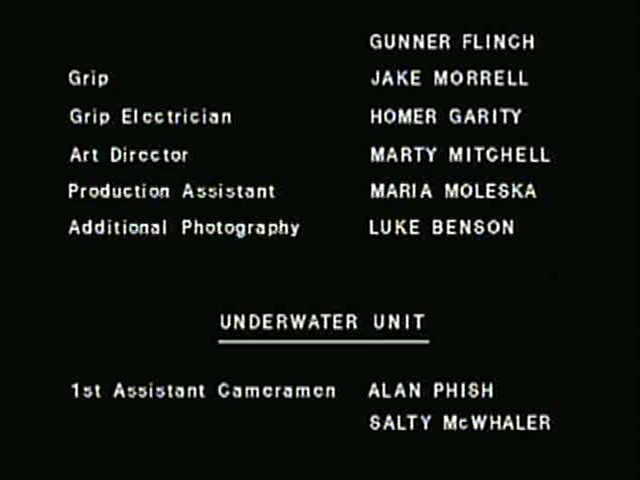 GUNNER FLINCH
Grip JAKE MORRELL
Grip Electrician HOMER GARITY
Art Director MARTY MITCHELL
Production Assistant MARIA MOLESKA
Additional Photography LUKE BENSON
UNDERWATER UNIT
1st Assistant Cameramen ALAN PHISH
SALTY McWHALER